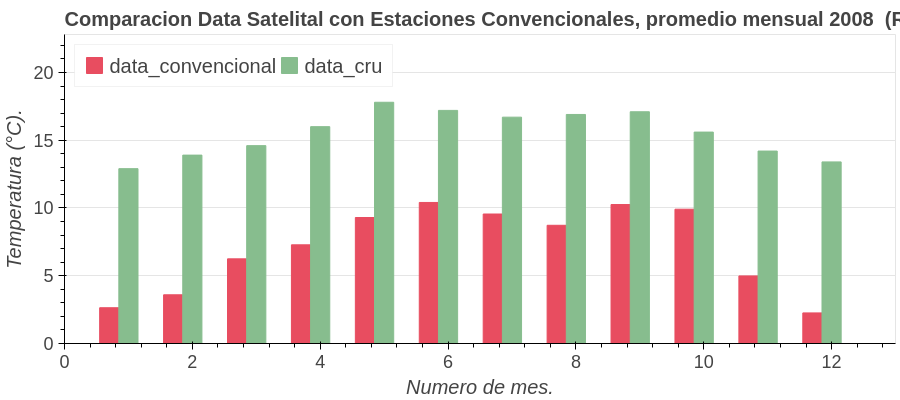 Comparacion Data Satelital con Estaciones Convencionales, promedio mensual 2008 (R
data_convencional data_cru
Temperatura (°C).
20
15
10
5
0
0 2 4 6 8 10 12
Numero de mes.